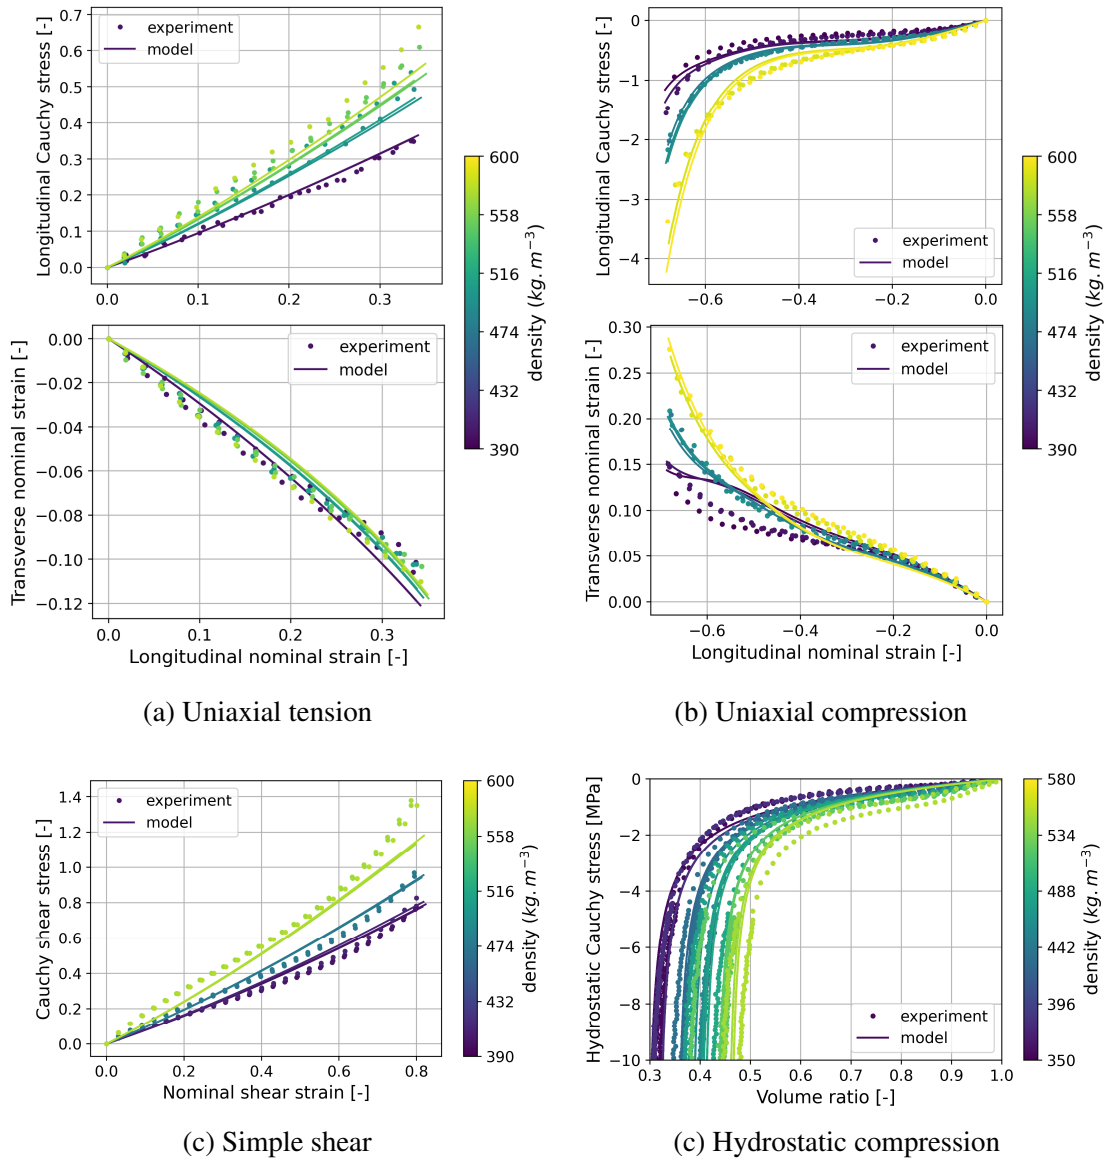 0.7
0.6
0.5
0.4
0.3
0.2
0.1
0.0
Longitudinal Cauchy stress [-]
experiment
model
0.0 0.1 0.2 0.3
0.00
−0.02
−0.04
−0.06
−0.08
−0.10
−0.12
Transverse nominal strain [-]
experiment
model
0.0 0.1 0.2 0.3
Longitudinal nominal strain [-]
600
558
516
474
432
390
density (kg. m⁻³)
(a) Uniaxial tension
0
−1
−2
−3
−4
Longitudinal Cauchy stress [-]
experiment
model
−0.6 −0.4 −0.2 0.0
0.30
0.25
0.20
0.15
0.10
0.05
0.00
Transverse nominal strain [-]
experiment
model
−0.6 −0.4 −0.2 0.0
Longitudinal nominal strain [-]
600
558
516
474
432
390
density (kg. m⁻³)
(b) Uniaxial compression
1.4
1.2
1.0
0.8
0.6
0.4
0.2
0.0
Cauchy shear stress [-]
experiment
model
0.0 0.2 0.4 0.6 0.8
Nominal shear strain [-]
600
558
516
474
432
390
density (kg. m⁻³)
(c) Simple shear
0
−2
−4
−6
−8
−10
Hydrostatic Cauchy stress [MPa]
experiment
model
0.3 0.4 0.5 0.6 0.7 0.8 0.9 1.0
Volume ratio [-]
580
534
488
442
396
350
density (kg. m⁻³)
(c) Hydrostatic compression